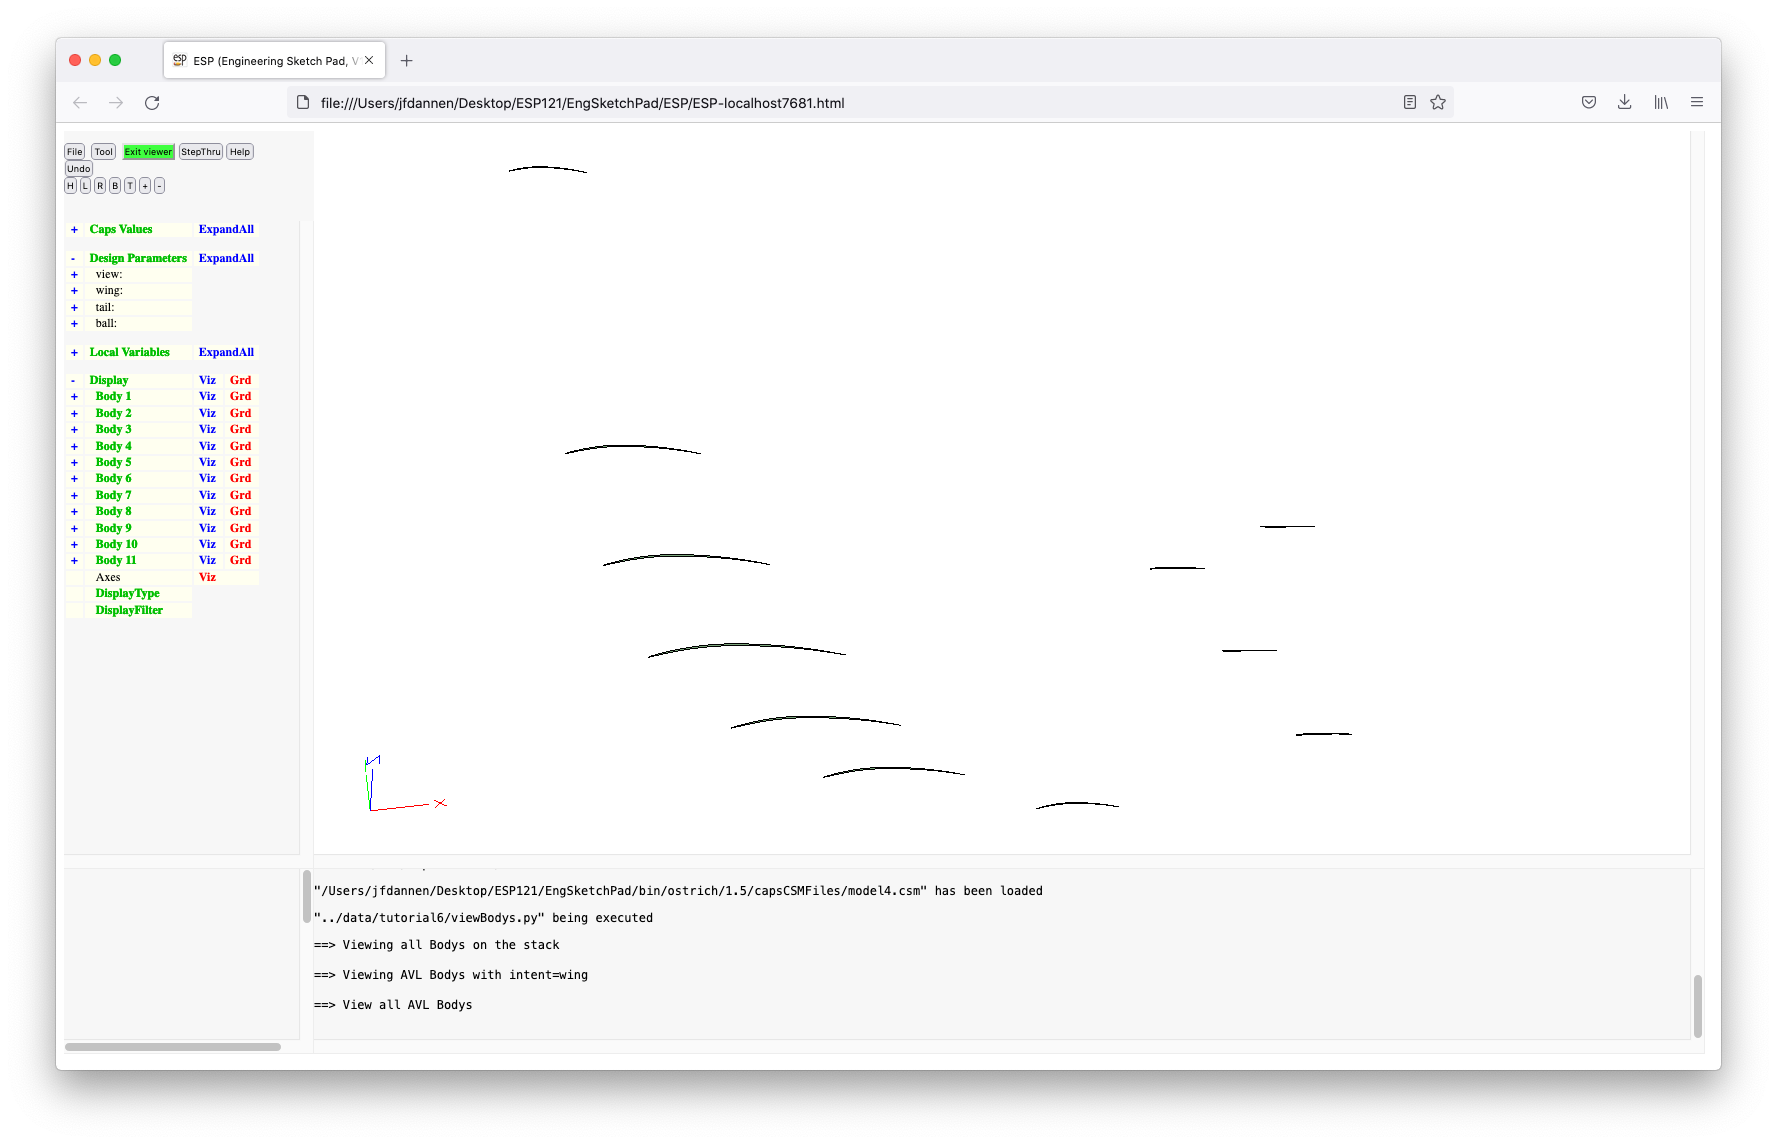 esp ESP (Engineering Sketch Pad, V
file:///Users/jfdannen/Desktop/ESP121/EngSketchPad/ESP/ESP-localhost7681.html
File Tool Exit viewer StepThru Help
Undo
H L R B T + -
+ Caps Values ExpandAll
- Design Parameters ExpandAll
+ view:
+ wing:
+ tail:
+ ball:
+ Local Variables ExpandAll
- Display Viz Grd
+ Body 1 Viz Grd
+ Body 2 Viz Grd
+ Body 3 Viz Grd
+ Body 4 Viz Grd
+ Body 5 Viz Grd
+ Body 6 Viz Grd
+ Body 7 Viz Grd
+ Body 8 Viz Grd
+ Body 9 Viz Grd
+ Body 10 Viz Grd
+ Body 11 Viz Grd
Axes Viz
DisplayType
DisplayFilter
X
"/Users/jfdannen/Desktop/ESP121/EngSketchPad/bin/ostrich/1.5/capsCSMFiles/model4.csm" has been loaded
"../data/tutorial6/viewBodys.py" being executed
==> Viewing all Bodys on the stack
==> Viewing AVL Bodys with intent=wing
==> View all AVL Bodys